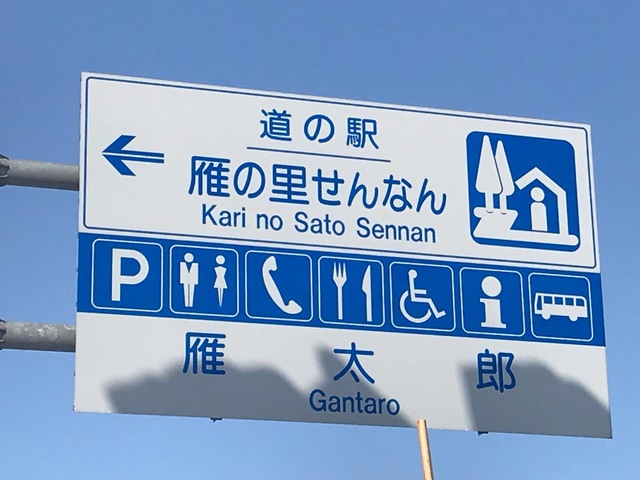 道の駅
雁の里せんなん
Kari no Sato Sennan
P
雁太郎
Gantaro